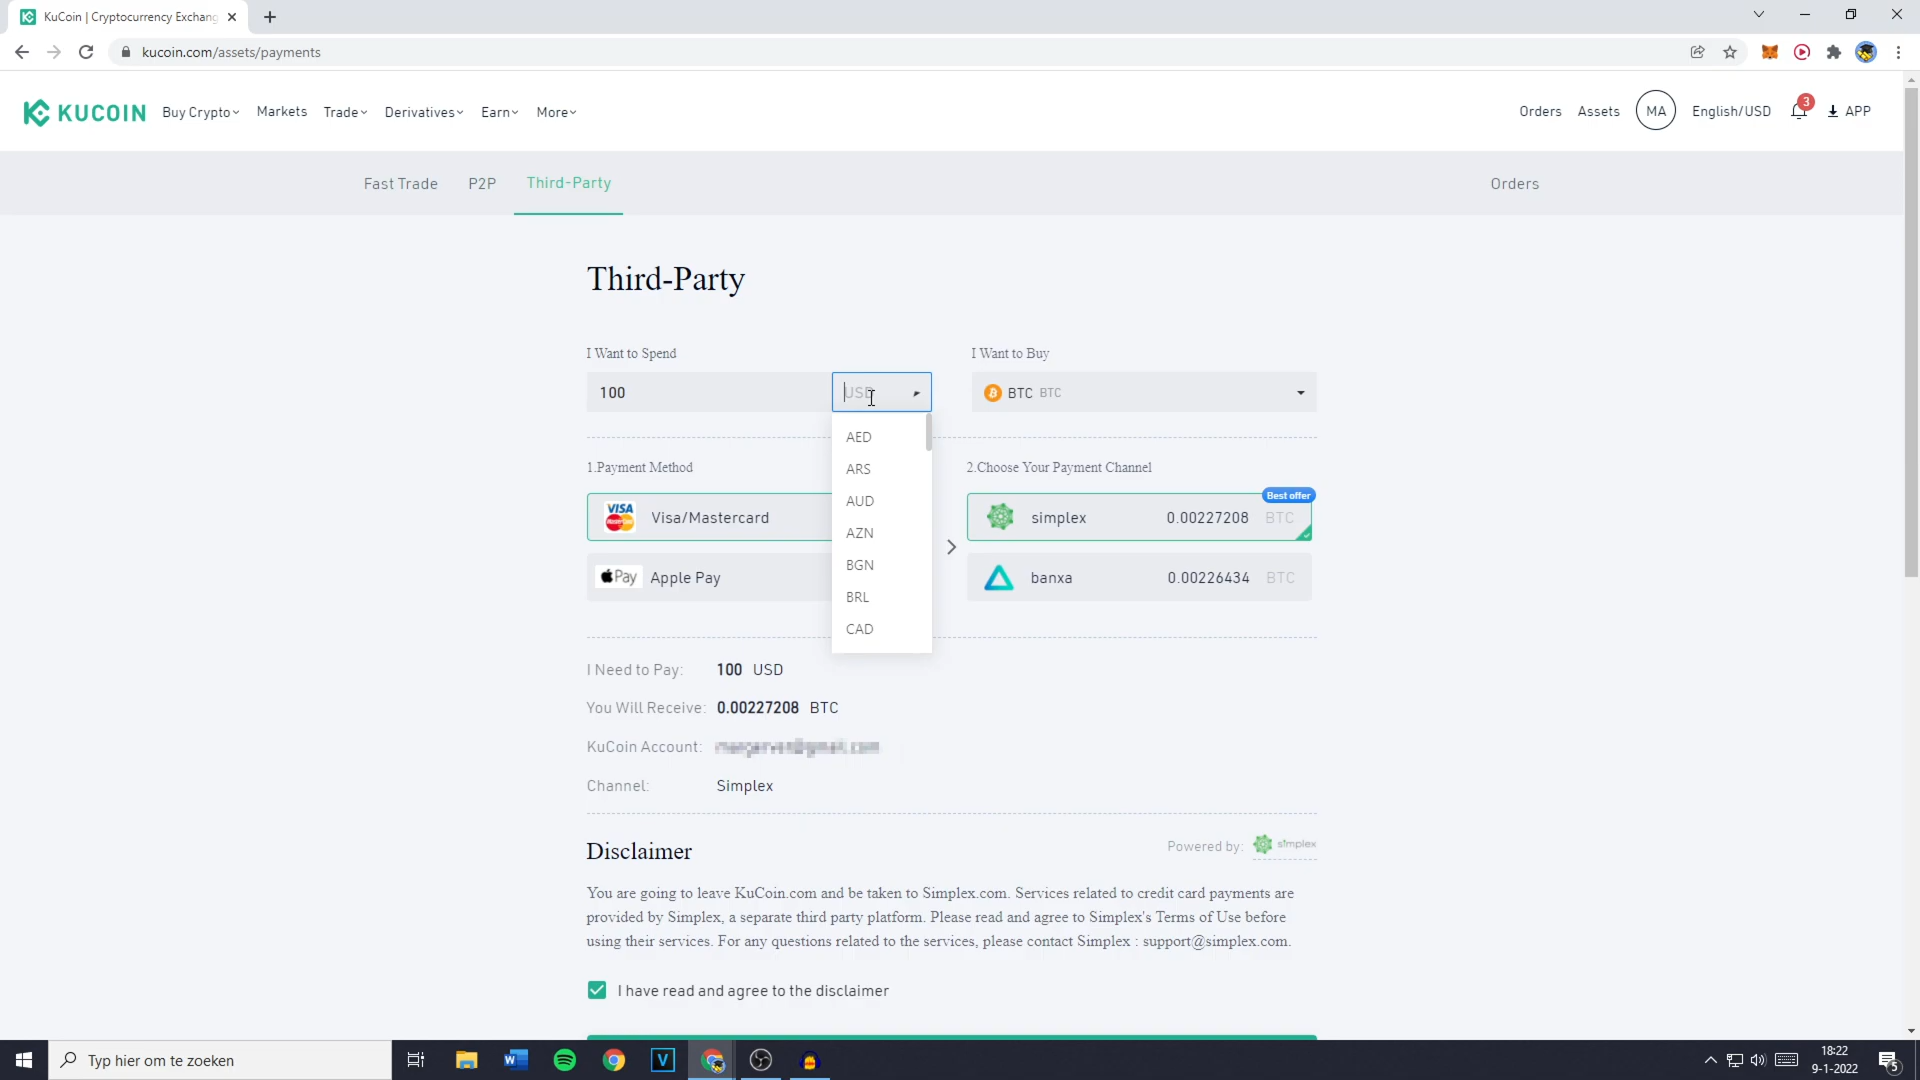 KuCoin | Cryptocurrency Exchang
kucoin.com/assets/payments
KUCOIN Buy Crypto Markets Trade Derivatives Earn More Orders Assets MA English/USD 3 APP
Fast Trade P2P Third-Party Orders
Third-Party
I Want to Spend I Want to Buy
100 USD BTC BTC
AED
ARS
AUD
AZN
BGN
BRL
CAD
1.Payment Method 2.Choose Your Payment Channel
Best offer
VISA Visa/Mastercard simplex 0.00227208 BTC
Pay Apple Pay banxa 0.00226434 BTC
I Need to Pay: 100 USD
You Will Receive: 0.00227208 BTC
KuCoin Account:
Channel: Simplex
Disclaimer Powered by: simplex
You are going to leave KuCoin.com and be taken to Simplex.com. Services related to credit card payments are
provided by Simplex, a separate third party platform. Please read and agree to Simplex's Terms of Use before
using their services. For any questions related to the services, please contact Simplex : support@simplex.com.
I have read and agree to the disclaimer
Typ hier om te zoeken
18:22
9-1-2022
5